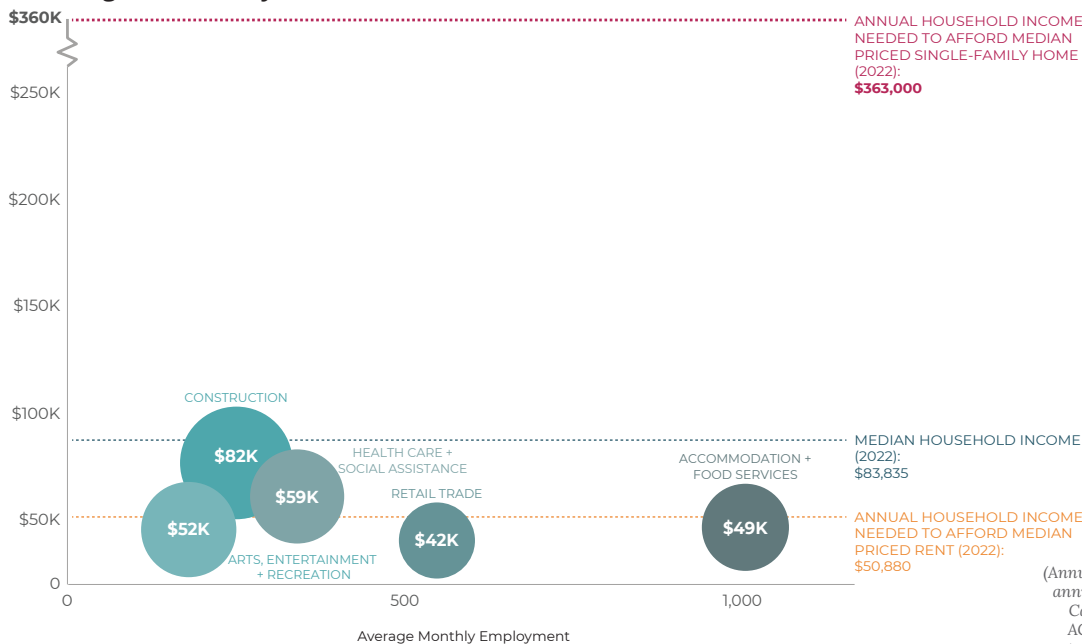 $360K
ANNUAL HOUSEHOLD INCOME
NEEDED TO AFFORD MEDIAN
PRICED SINGLE-FAMILY HOME
(2022):
$363,000
$250K
$200K
$150K
$100K
$50K
0
CONSTRUCTION
$82K
HEALTH CARE +
SOCIAL ASSISTANCE
$59K
$52K
ARTS, ENTERTAINMENT
+ RECREATION
RETAIL TRADE
$42K
ACCOMMODATION +
FOOD SERVICES
$49K
MEDIAN HOUSEHOLD INCOME
(2022):
$83,835
ANNUAL HOUSEHOLD INCOME
NEEDED TO AFFORD MEDIAN
PRICED RENT (2022):
$50,880
0
500
1,000
Average Monthly Employment